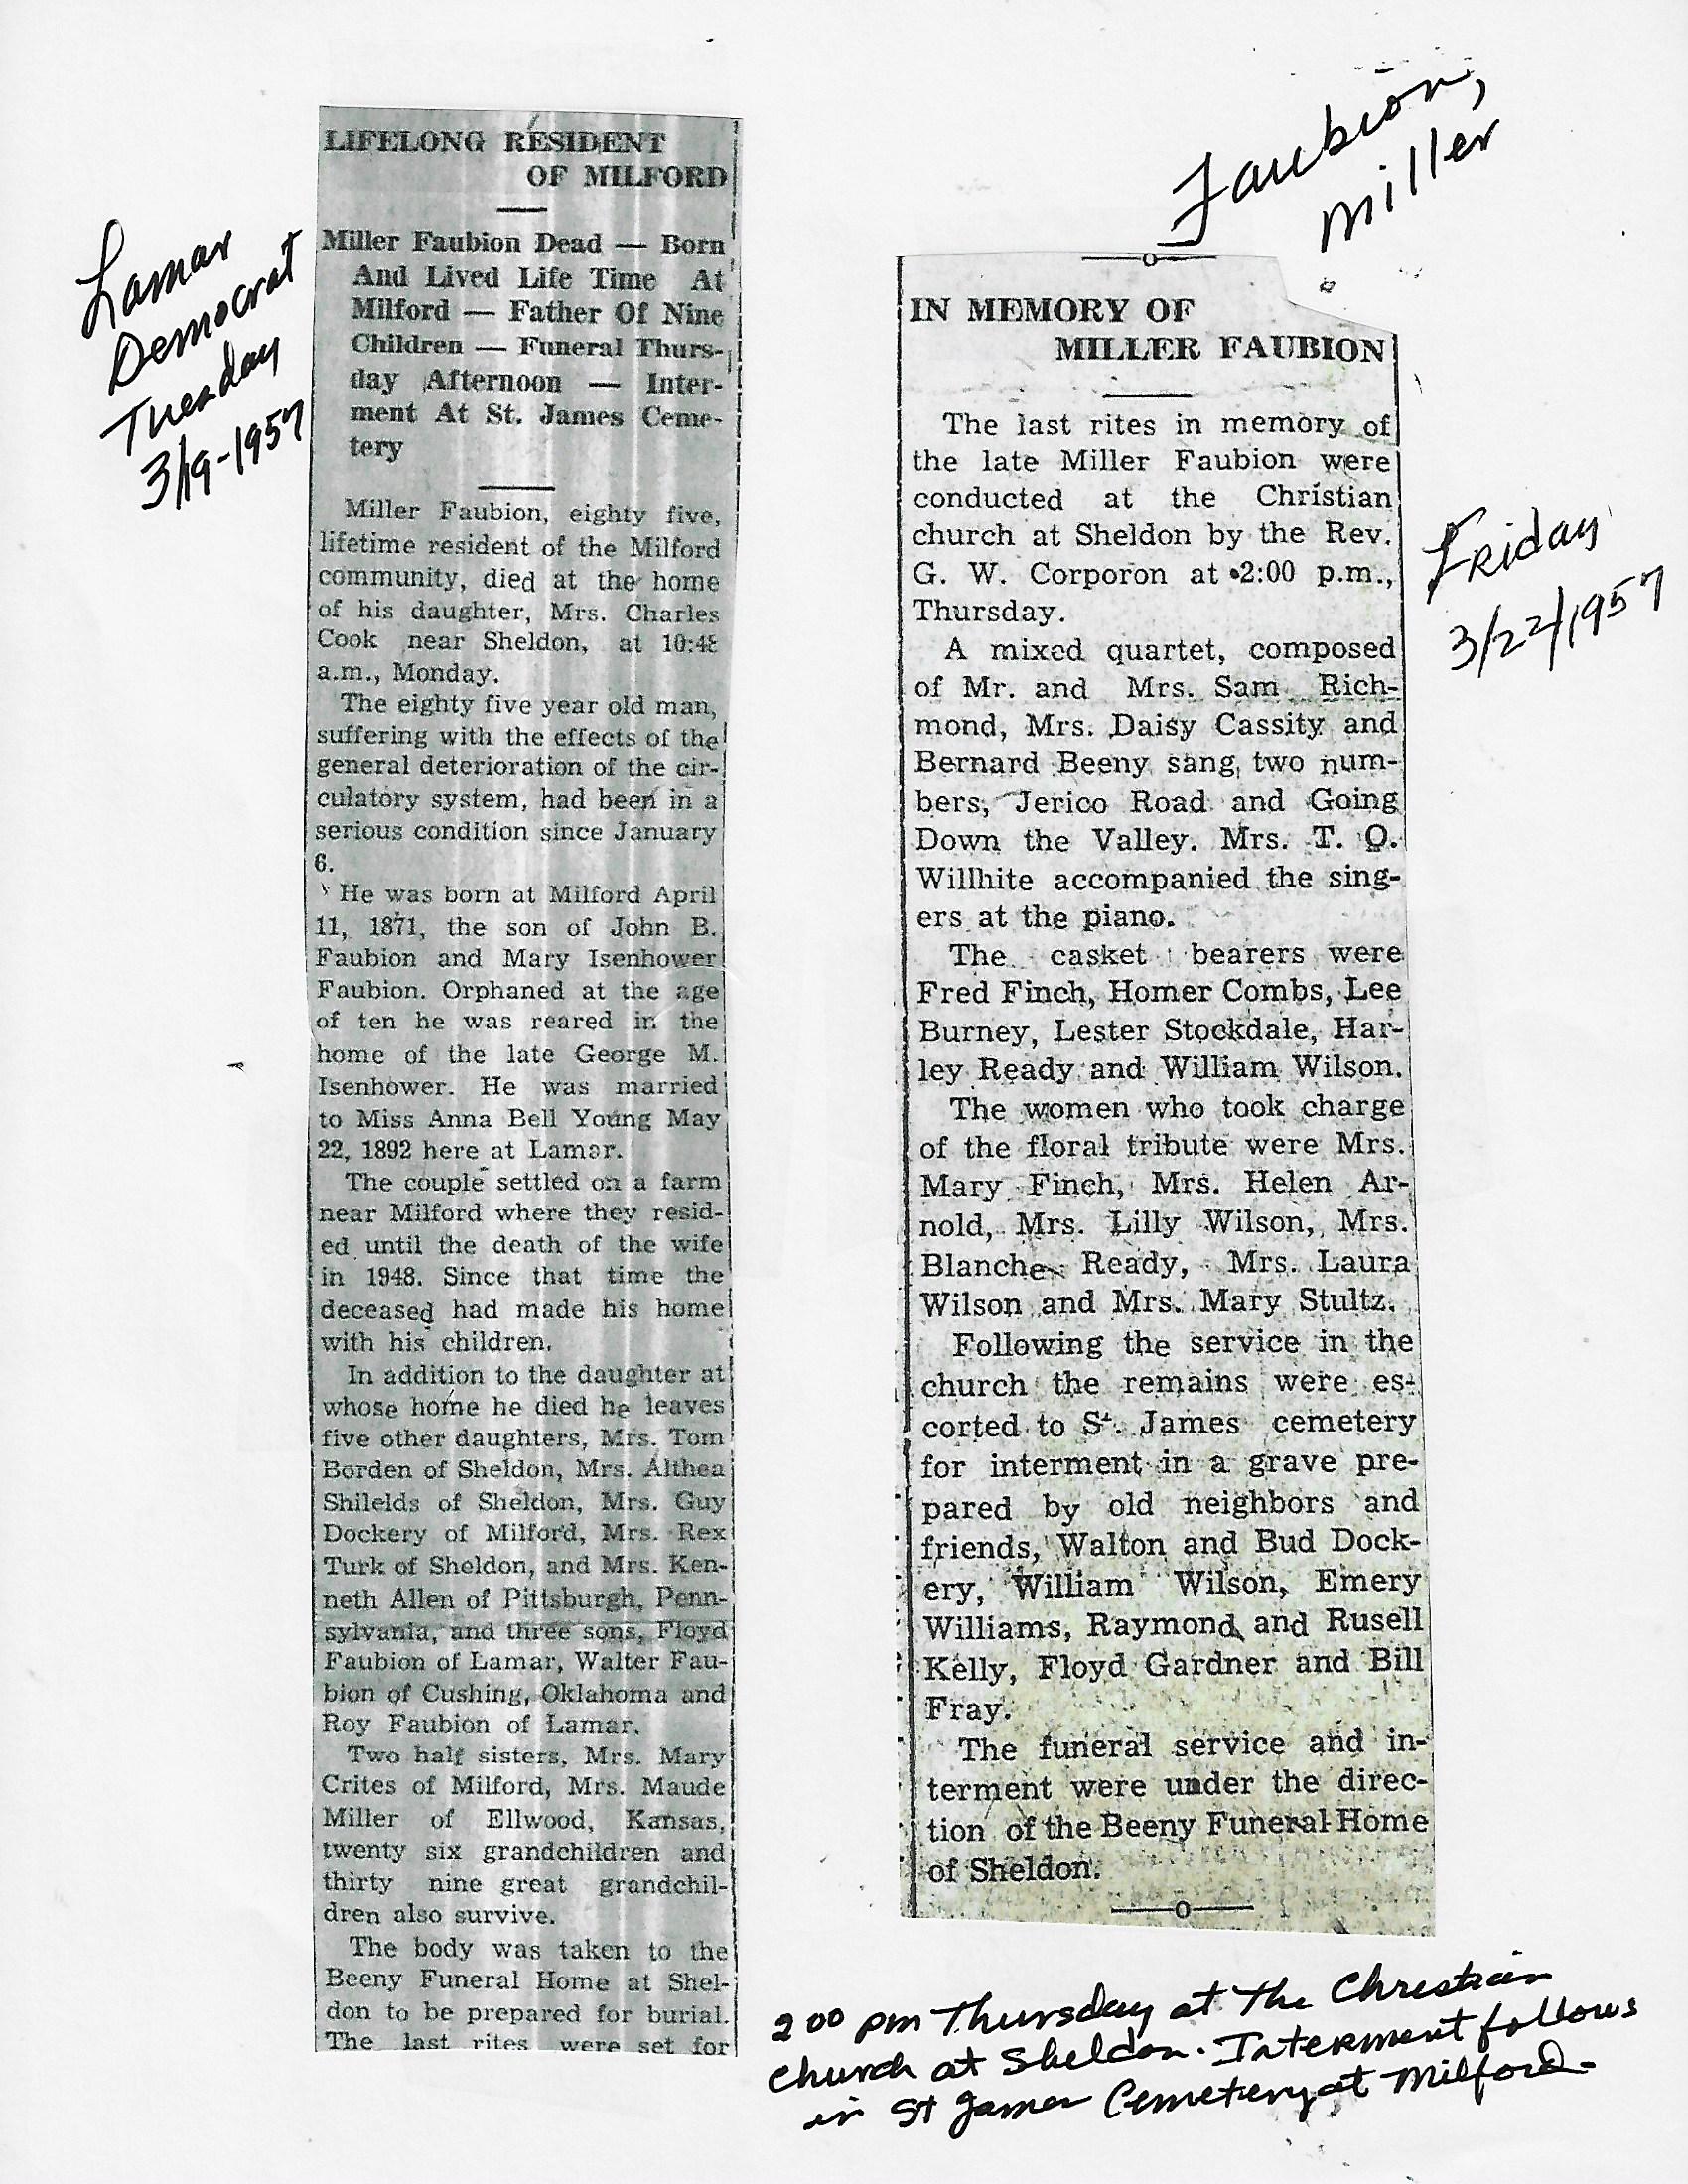 Lamar
Democrat
Tuesday
3/19-1957
LIFELONG RESIDENT
OF MILFORD
Miller Faubion Dead — Born
And Lived Life Time At
Milford — Father Of Nine
Children — Funeral Thurs-
day Afternoon — Inter-
ment At St. James Ceme-
tery
Miller Faubion, eighty five,
lifetime resident of the Milford
community, died at the home
of his daughter, Mrs. Charles
Cook near Sheldon, at 10:45
a.m., Monday.
The eighty five year old man,
suffering with the effects of the
general deterioration of the cir-
culatory system, had been in a
serious condition since January
6.
He was born at Milford April
11, 1871, the son of John B.
Faubion and Mary Isenhower
Faubion. Orphaned at the age
of ten he was reared in the
home of the late George M.
Isenhower. He was married
to Miss Anna Bell Young May
22, 1892 here at Lamar.
The couple settled on a farm
near Milford where they resid-
ed until the death of the wife
in 1948. Since that time the
deceased had made his home
with his children.
In addition to the daughter at
whose home he died he leaves
five other daughters, Mrs. Tom
Borden of Sheldon, Mrs. Althea
Shilelds of Sheldon, Mrs. Guy
Dockery of Milford, Mrs. Rex
Turk of Sheldon, and Mrs. Ken-
neth Allen of Pittsburgh, Penn-
sylvania, and three sons, Floyd
Faubion of Lamar, Walter Fau-
bion of Cushing, Oklahoma and
Roy Faubion of Lamar.
Two half sisters, Mrs. Mary
Crites of Milford, Mrs. Maude
Miller of Ellwood, Kansas,
twenty six grandchildren and
thirty nine great grandchil-
dren also survive.
The body was taken to the
Beeny Funeral Home at Shel-
don to be prepared for burial.
The last rites were set for
Faubion,
Miller
IN MEMORY OF
MILLER FAUBION
The last rites in memory of
the late Miller Faubion were
conducted at the Christian
church at Sheldon by the Rev.
G. W. Corporon at 2:00 p.m.,
Thursday.
A mixed quartet, composed
of Mr. and Mrs. Sam Rich-
mond, Mrs. Daisy Cassity and
Bernard Beeny sang two num-
bers, Jerico Road and Going
Down the Valley. Mrs. T. O.
Willhite accompanied the sing-
ers at the piano.
The casket bearers were
Fred Finch, Homer Combs, Lee
Burney, Lester Stockdale, Har-
ley Ready and William Wilson.
The women who took charge
of the floral tribute were Mrs.
Mary Finch, Mrs. Helen Ar-
nold, Mrs. Lilly Wilson, Mrs.
Blanche Ready, Mrs. Laura
Wilson and Mrs. Mary Stultz.
Following the service in the
church the remains were es-
corted to St. James cemetery
for interment in a grave pre-
pared by old neighbors and
friends, Walton and Bud Dock-
ery, William Wilson, Emery
Williams, Raymond and Rusell
Kelly, Floyd Gardner and Bill
Fray.
The funeral service and in-
terment were under the direc-
tion of the Beeny Funeral Home
of Sheldon.
Friday
3/22/1957
2 00 pm Thursday at the Christian
church at Sheldon. Interment follows
in St James Cemetery at Milford-